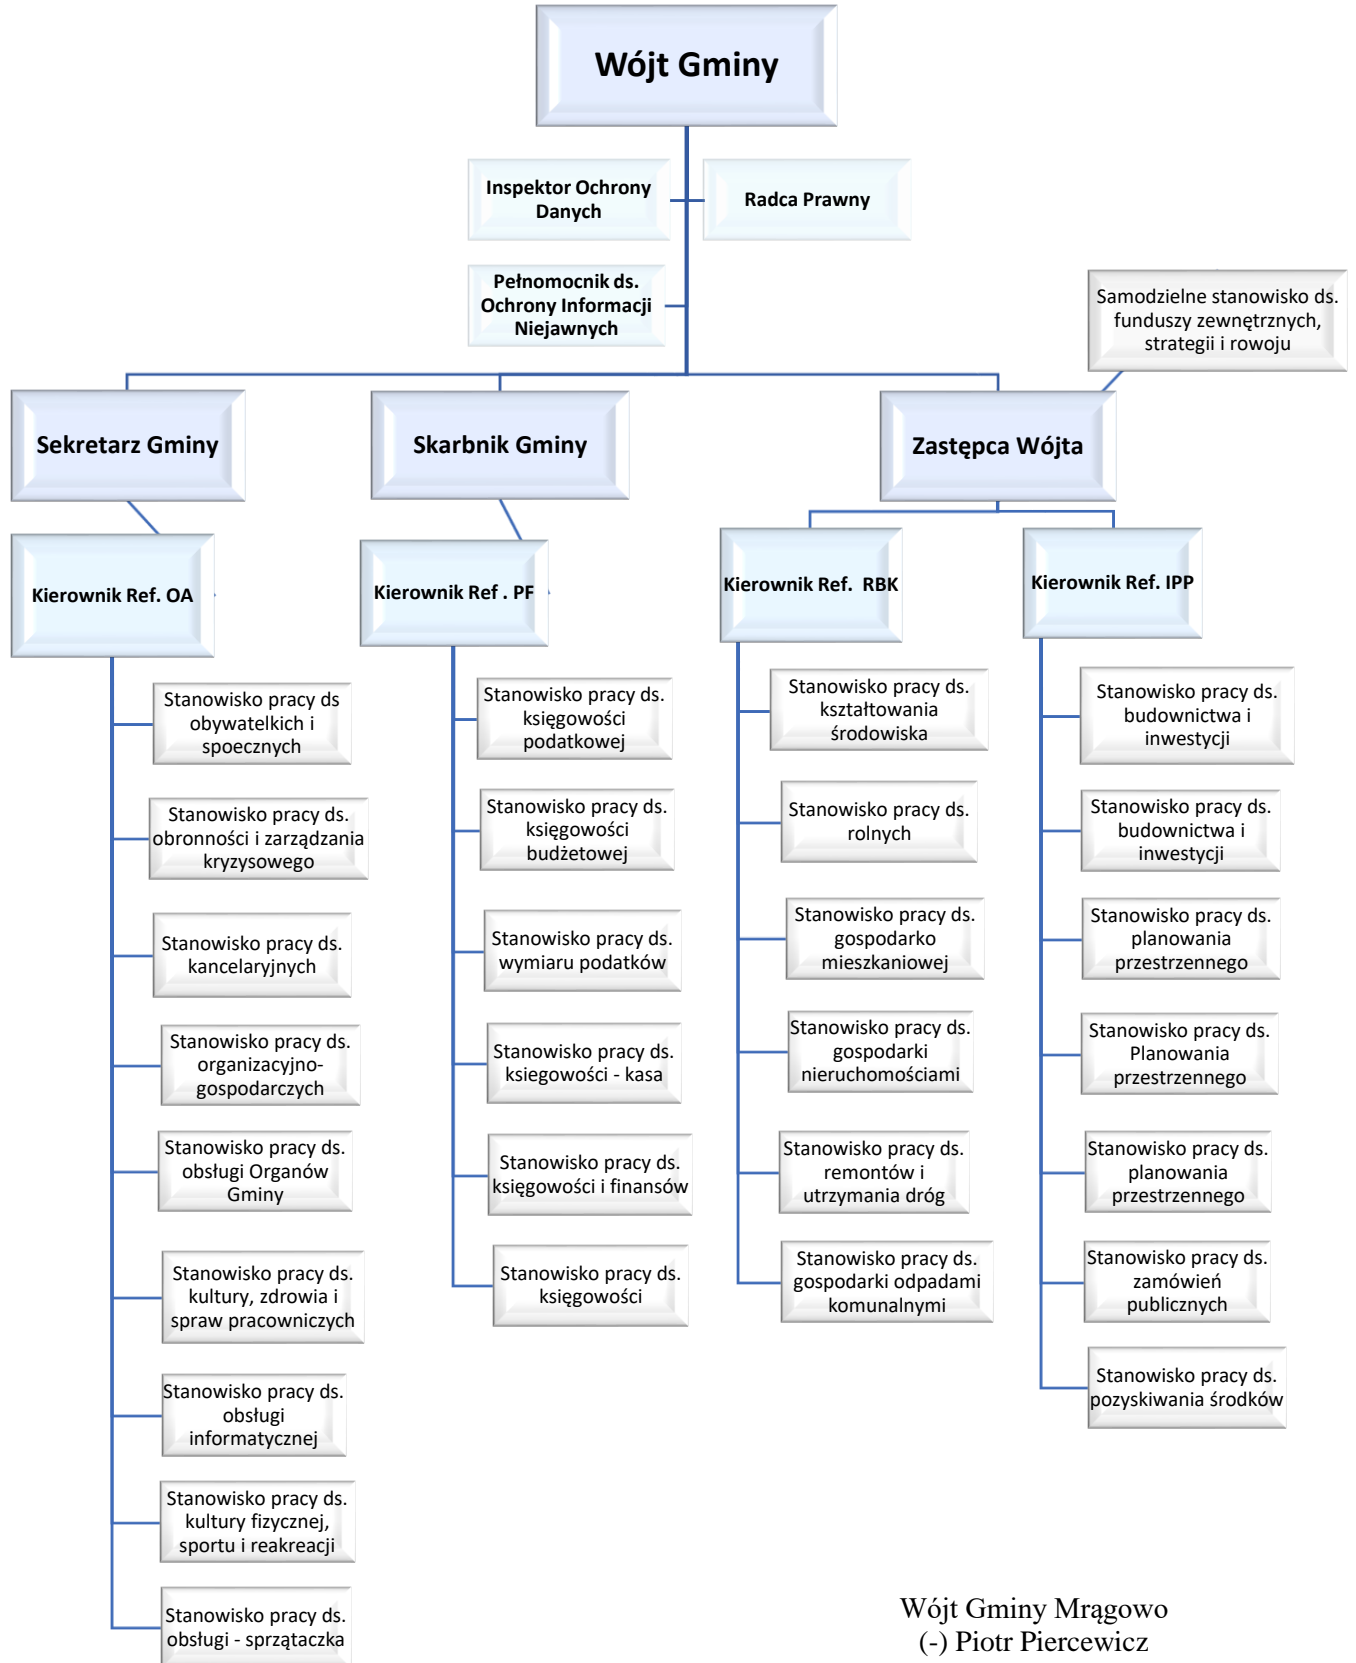 Wójt Gminy
Inspektor Ochrony
Danych
Radca Prawny
Pełnomocnik ds.
Ochrony Informacji
Niejawnych
Samodzielne stanowisko ds.
funduszy zewnętrznych,
strategii i rowoju
Sekretarz Gminy
Skarbnik Gminy
Zastępca Wójta
Kierownik Ref. OA
Stanowisko pracy ds
obywatelkich i
spoecznych
Stanowisko pracy ds.
obronności i zarządzania
kryzysowego
Stanowisko pracy ds.
kancelaryjnych
Stanowisko pracy ds.
organizacyjno-
gospodarczych
Stanowisko pracy ds.
obsługi Organów
Gminy
Stanowisko pracy ds.
kultury, zdrowia i
spraw pracowniczych
Stanowisko pracy ds.
obsługi
informatycznej
Stanowisko pracy ds.
kultury fizycznej,
sportu i reakreacji
Stanowisko pracy ds.
obsługi - sprzątaczka
Kierownik Ref . PF
Stanowisko pracy ds.
księgowości
podatkowej
Stanowisko pracy ds.
księgowości
budżetowej
Stanowisko pracy ds.
wymiaru podatków
Stanowisko pracy ds.
ksiegowości - kasa
Stanowisko pracy ds.
księgowości i finansów
Stanowisko pracy ds.
księgowości
Kierownik Ref. RBK
Stanowisko pracy ds.
kształtowania
środowiska
Stanowisko pracy ds.
rolnych
Stanowisko pracy ds.
gospodarko
mieszkaniowej
Stanowisko pracy ds.
gospodarki
nieruchomościami
Stanowisko pracy ds.
remontów i
utrzymania dróg
Stanowisko pracy ds.
gospodarki odpadami
komunalnymi
Kierownik Ref. IPP
Stanowisko pracy ds.
budownictwa i
inwestycji
Stanowisko pracy ds.
budownictwa i
inwestycji
Stanowisko pracy ds.
planowania
przestrzennego
Stanowisko pracy ds.
Planowania
przestrzennego
Stanowisko pracy ds.
planowania
przestrzennego
Stanowisko pracy ds.
zamówień
publicznych
Stanowisko pracy ds.
pozyskiwania środków
Wójt Gminy Mrągowo
(-) Piotr Piercewicz